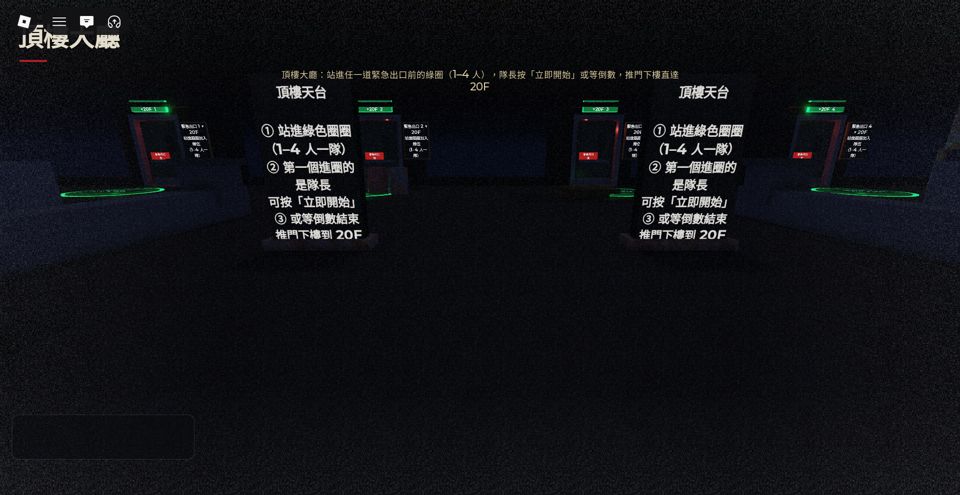 頂樓大廳
頂樓大廳：站進任一道緊急出口前的綠圈（1–4 人），隊長按「立即開始」或等倒數，推門下樓直達
20F
頂樓天台
① 站進綠色圈圈
（1–4 人一隊）
② 第一個進圈的
是隊長
可按「立即開始」
③ 或等倒數結束
推門下樓到 20F
頂樓天台
① 站進綠色圈圈
（1–4 人一隊）
② 第一個進圈的
是隊長
可按「立即開始」
③ 或等倒數結束
推門下樓到 20F